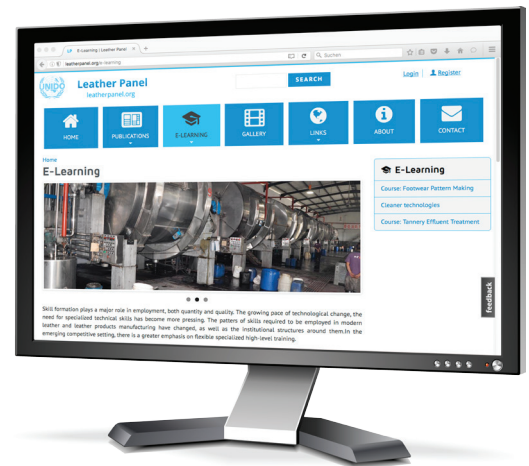 E-Learning | Leather Panel
leatherpanel.org/e-learning
Suchen
UNIDO
Leather Panel
leatherpanel.org
SEARCH
Login | Register
HOME
PUBLICATIONS
E-LEARNING
GALLERY
LINKS
ABOUT
CONTACT
Home
E-Learning
E-Learning
Course: Footwear Pattern Making
Cleaner technologies
Course: Tannery Effluent Treatment
feedback
Skill formation plays a major role in employment, both quantity and quality. The growing pace of technological change, the
need for specialized technical skills has become more pressing. The patters of skills required to be employed in modern
leather and leather products manufacturing have changed, as well as the institutional structures around them.In the
emerging competitive setting, there is a greater emphasis on flexible specialized high-level training.